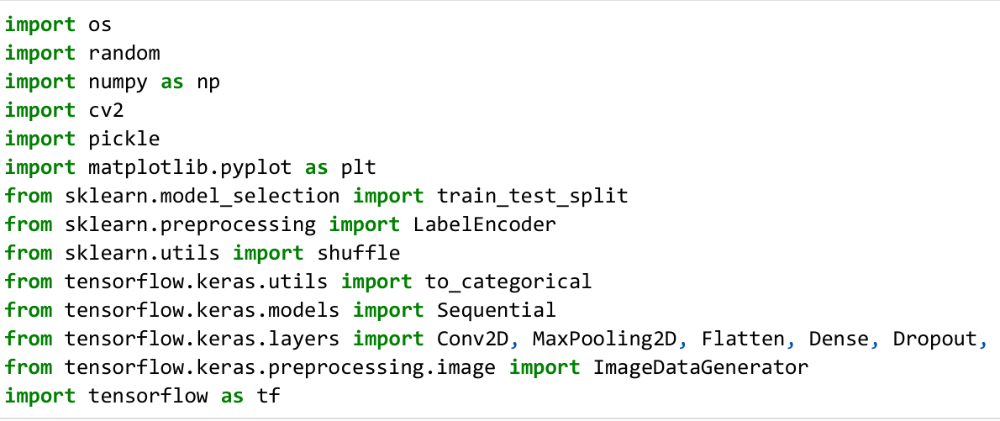 import os
import random
import numpy as np
import cv2
import pickle
import matplotlib.pyplot as plt
from sklearn.model_selection import train_test_split
from sklearn.preprocessing import LabelEncoder
from sklearn.utils import shuffle
from tensorflow.keras.utils import to_categorical
from tensorflow.keras.models import Sequential
from tensorflow.keras.layers import Conv2D, MaxPooling2D, Flatten, Dense, Dropout,
from tensorflow.keras.preprocessing.image import ImageDataGenerator
import tensorflow as tf